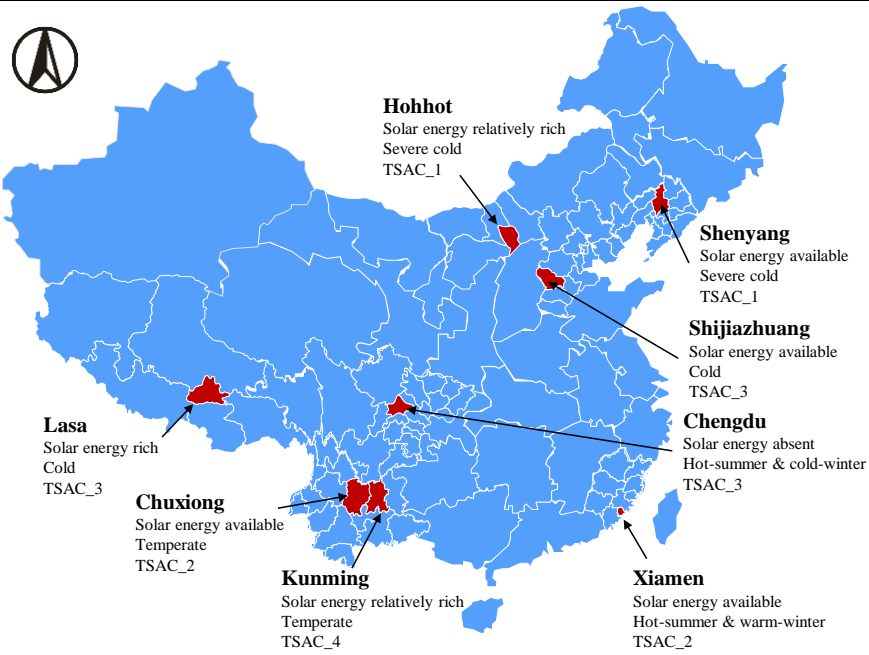 Hohhot
Solar energy relatively rich
Severe cold
TSAC_1
Shenyang
Solar energy available
Severe cold
TSAC_1
Shijiazhuang
Solar energy available
Cold
TSAC_3
Chengdu
Solar energy absent
Hot-summer & cold-winter
TSAC_3
Lasa
Solar energy rich
Cold
TSAC_3
Chuxiong
Solar energy available
Temperate
TSAC_2
Kunming
Solar energy relatively rich
Temperate
TSAC_4
Xiamen
Solar energy available
Hot-summer & warm-winter
TSAC_2